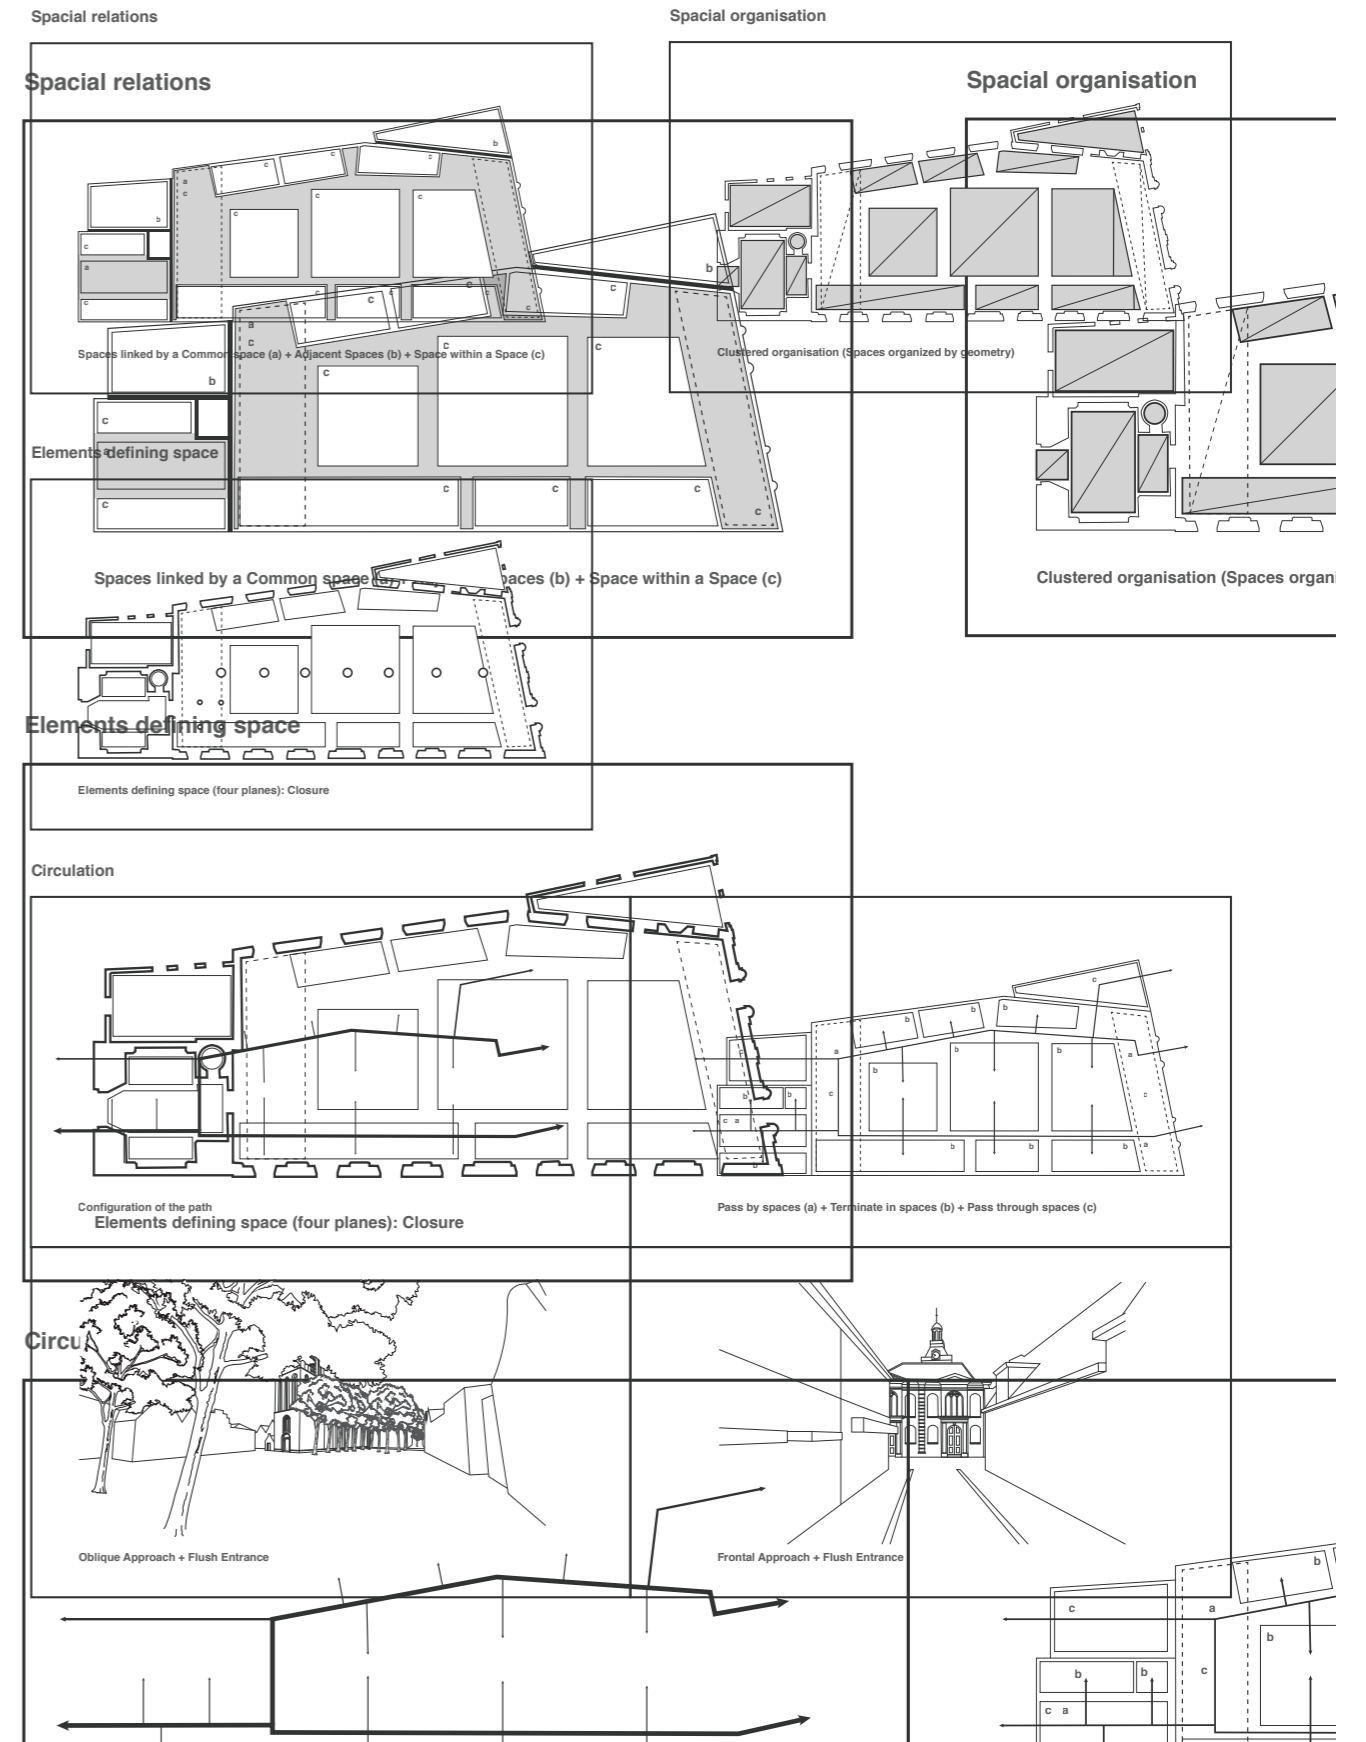 Spacial relations
Spacial organisation
Spacial relations
Spacial organisation
Spaces linked by a Common space (a) + Adjacent Spaces (b) + Space within a Space (c)
Clustered organisation (Spaces organized by geometry)
Elements defining space
Spaces linked by a Common space (a) paces (b) + Space within a Space (c)
Clustered organisation (Spaces organi
Elements defining space
Elements defining space (four planes): Closure
Circulation
Configuration of the path
Pass by spaces (a) + Terminate in spaces (b) + Pass through spaces (c)
Elements defining space (four planes): Closure
Circu
Oblique Approach + Flush Entrance
Frontal Approach + Flush Entrance